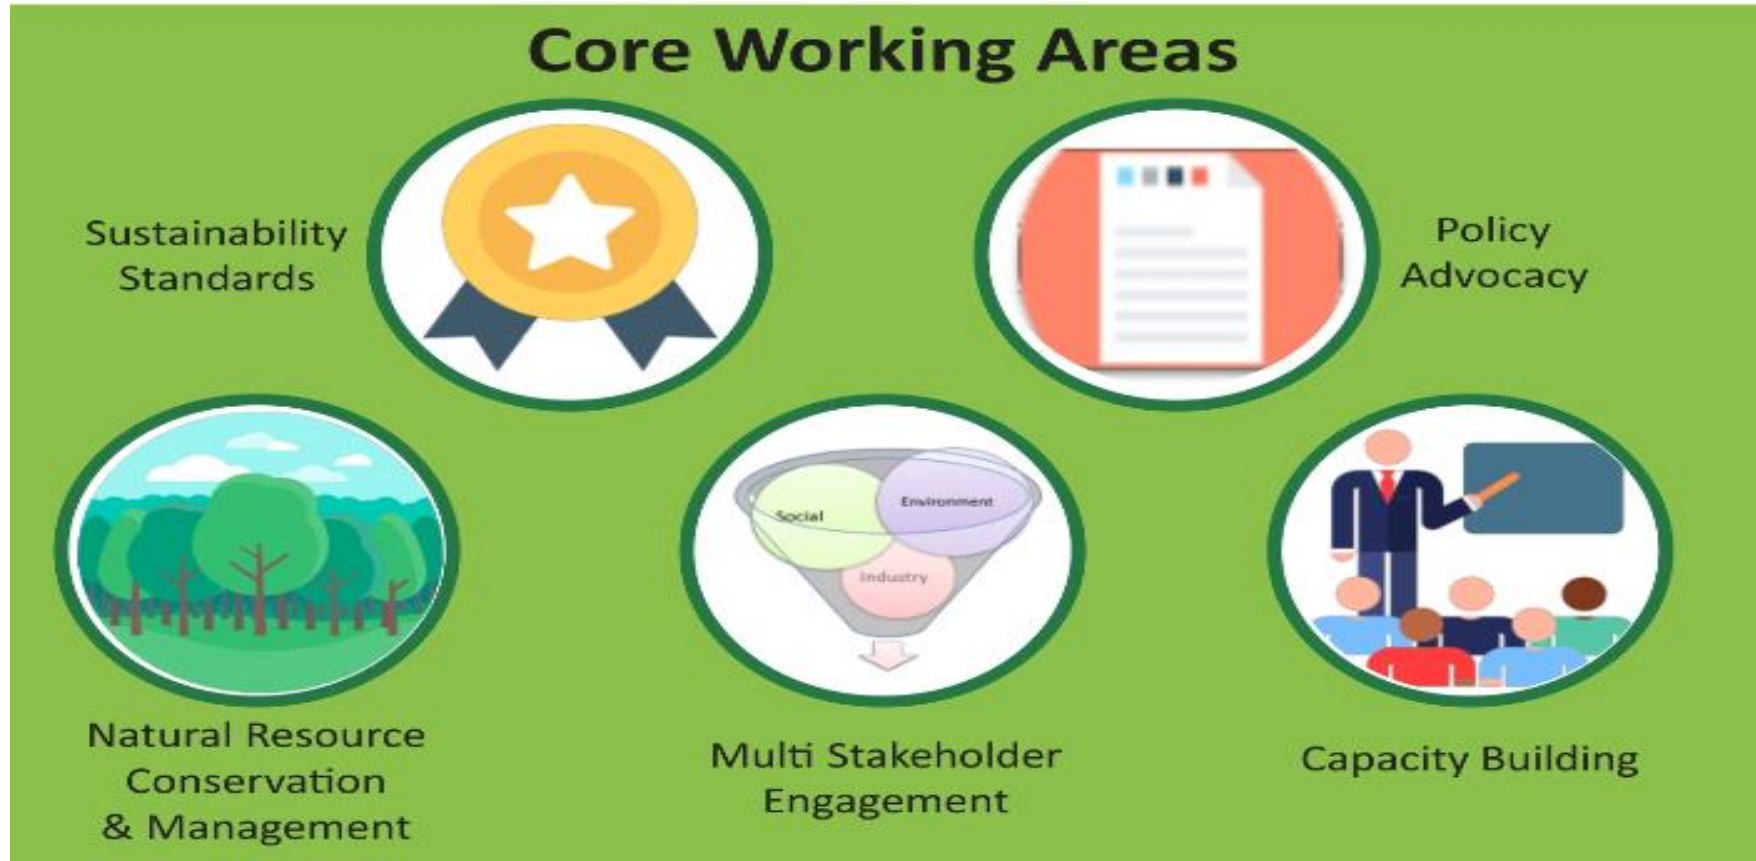 Core Working Areas
Sustainability
Standards
Policy
Advocacy
Social
Environment
Industry
Natural Resource
Conservation
& Management
Multi Stakeholder
Engagement
Capacity Building